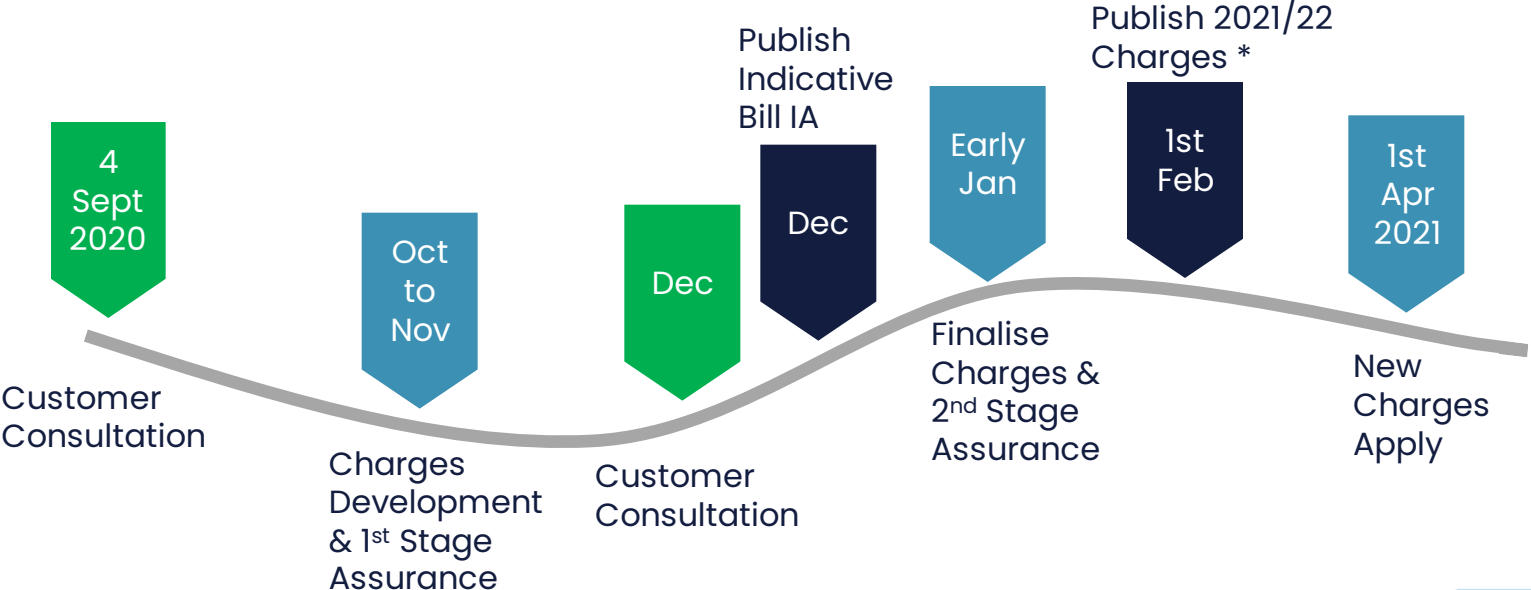 4
Sept
2020
Customer
Consultation
Oct
to
Nov
Charges
Development
& 1st Stage
Assurance
Dec
Customer
Consultation
Publish
Indicative
Bill IA
Dec
Early
Jan
Finalise
Charges &
2nd Stage
Assurance
Publish 2021/22
Charges *
1st
Feb
1st
Apr
2021
New
Charges
Apply